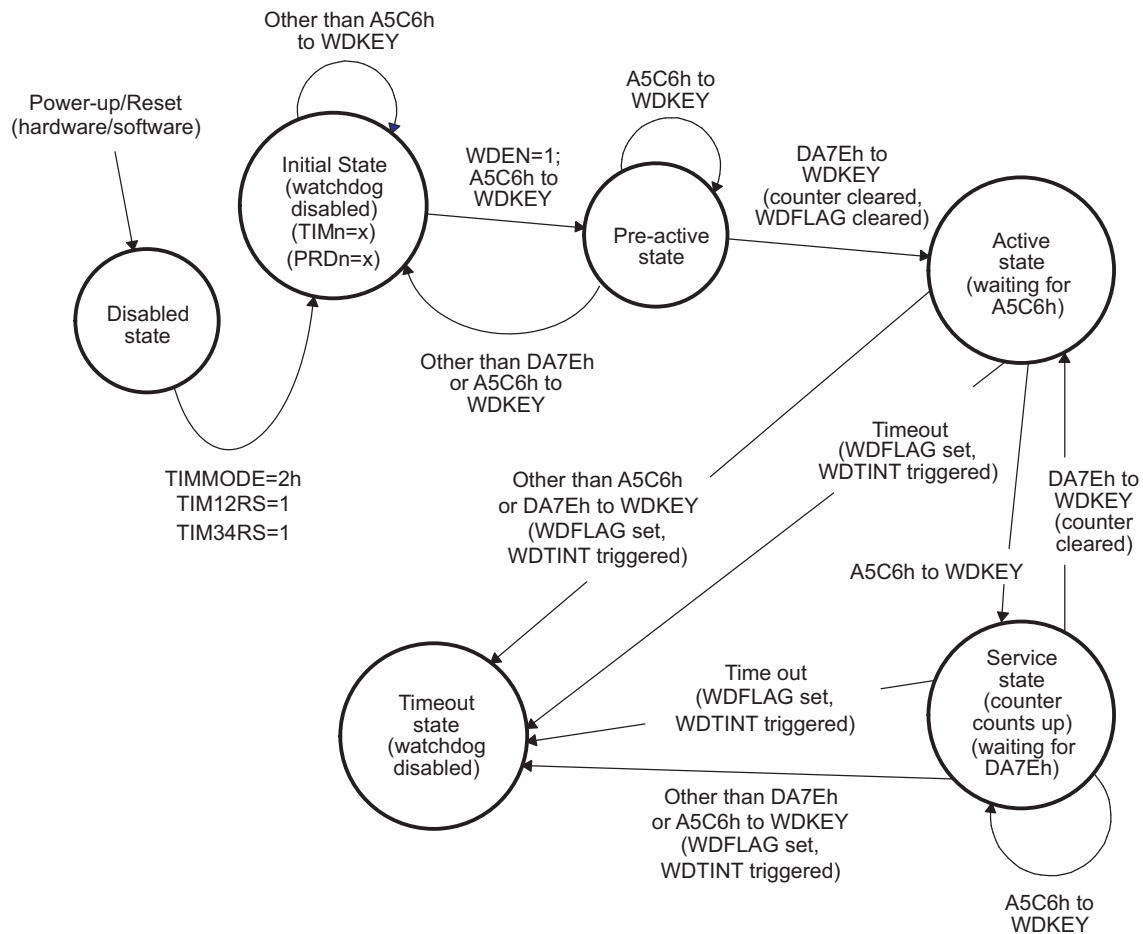 Other than A5C6h
to WDKEY
Power-up/Reset
(hardware/software)
Initial State
(watchdog
disabled)
(TIMn=x)
(PRDn=x)
WDEN=1;
A5C6h to
WDKEY
A5C6h to
WDKEY
Pre-active
state
DA7Eh to
WDKEY
(counter cleared,
WDFLAG cleared)
Active
state
(waiting for
A5C6h)
Disabled
state
Other than DA7Eh
or A5C6h to
WDKEY
TIMMODE=2h
TIM12RS=1
TIM34RS=1
Other than A5C6h
or DA7Eh to WDKEY
(WDFLAG set,
WDTINT triggered)
Timeout
(WDFLAG set,
WDTINT triggered)
DA7Eh to
WDKEY
(counter
cleared)
A5C6h to WDKEY
Timeout
state
(watchdog
disabled)
Time out
(WDFLAG set,
WDTINT triggered)
Service
state
(counter
counts up)
(waiting for
DA7Eh)
Other than DA7Eh
or A5C6h to WDKEY
(WDFLAG set,
WDTINT triggered)
A5C6h to
WDKEY